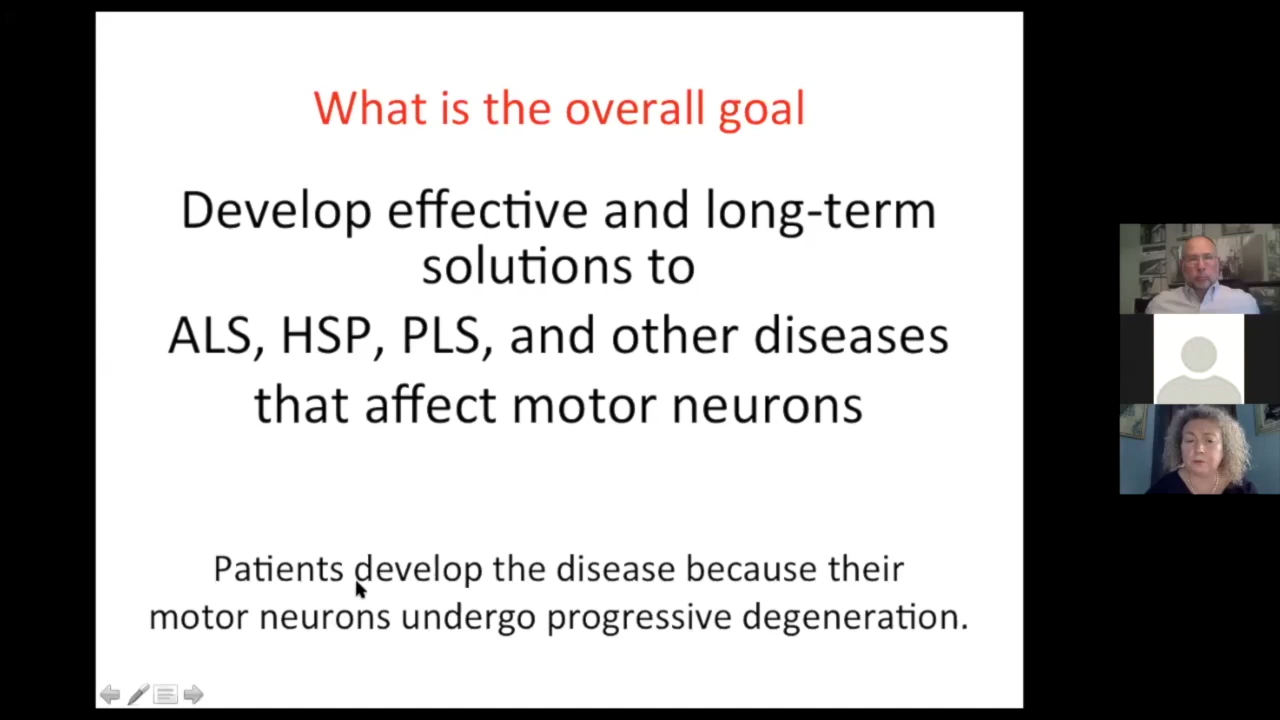 What is the overall goal
Develop effective and long-term
solutions to
ALS, HSP, PLS, and other diseases
that affect motor neurons
Patients develop the disease because their
motor neurons undergo progressive degeneration.